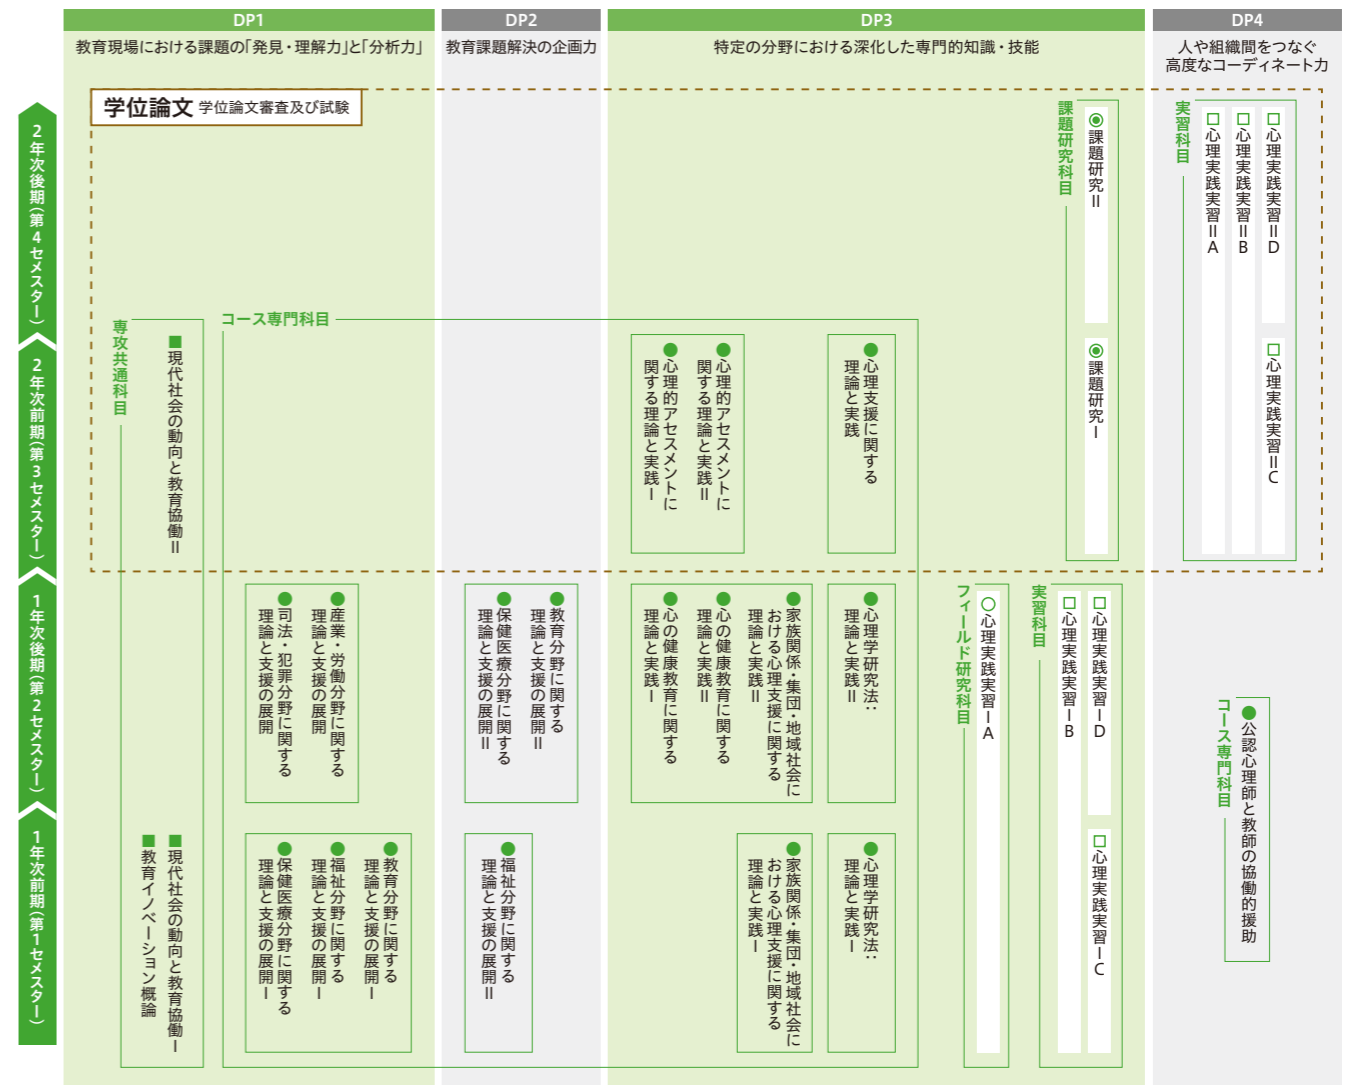 DP1
教育現場における課題の「発見・理解力」と「分析力」
DP2
教育課題解決の企画力
DP3
特定の分野における深化した専門的知識・技能
DP4
人や組織間をつなぐ
高度なコーディネート力
2年次後期(第4セメスター)
2年次前期(第3セメスター)
1年次後期(第2セメスター)
1年次前期(第1セメスター)
学位論文 学位論文審査及び試験
専攻共通科目
■現代社会の動向と教育協働II
■現代社会の動向と教育協働I
■教育イノベーション概論
コース専門科目
●産業・労働分野に関する
理論と支援の展開
●司法・犯罪分野に関する
理論と支援の展開
●教育分野に関する
理論と支援の展開I
●福祉分野に関する
理論と支援の展開I
●保健医療分野に関する
理論と支援の展開I
●教育分野に関する
理論と支援の展開II
●保健医療分野に関する
理論と支援の展開II
●福祉分野に関する
理論と支援の展開II
●心理支援に関する
理論と実践
●心理的アセスメントに
関する理論と実践II
●心理的アセスメントに
関する理論と実践I
●心理学研究法:
理論と実践II
●家族関係・集団・地域社会に
おける心理支援に関する
理論と実践II
●心の健康教育に関する
理論と実践II
●心の健康教育に関する
理論と実践I
●心理学研究法:
理論と実践I
●家族関係・集団・地域社会に
おける心理支援に関する
理論と実践I
課題研究科目
◉課題研究II
◉課題研究I
フィールド研究科目
○心理実践実習IA
実習科目
□心理実践実習ID
□心理実践実習IB
□心理実践実習IC
実習科目
□心理実践実習IID
□心理実践実習IIB
□心理実践実習IIA
□心理実践実習IIC
コース専門科目
●公認心理師と教師の協働的援助